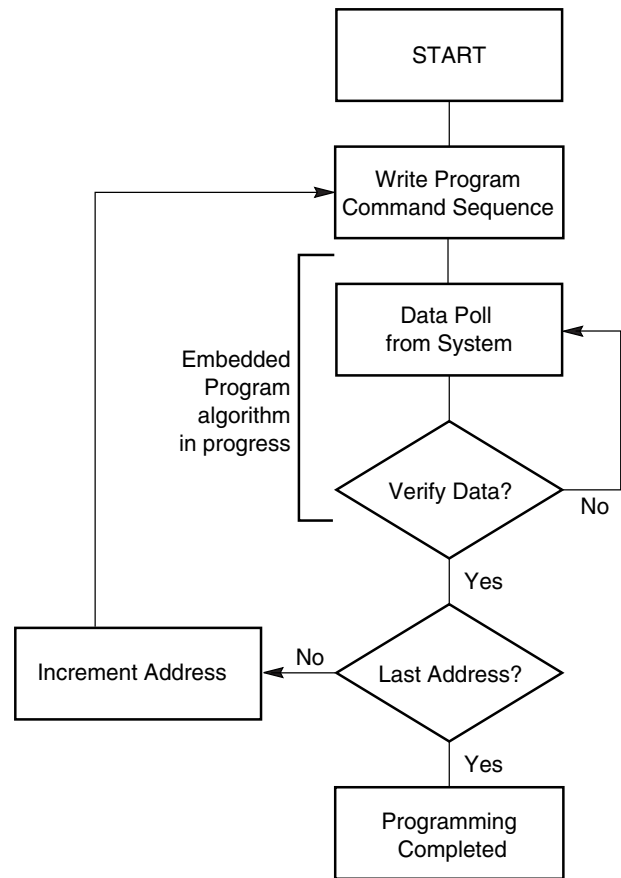 START
Write Program
Command Sequence
Data Poll
from System
Embedded
Program
algorithm
in progress
Verify Data?
No
Yes
Increment Address
No
Last Address?
Yes
Programming
Completed